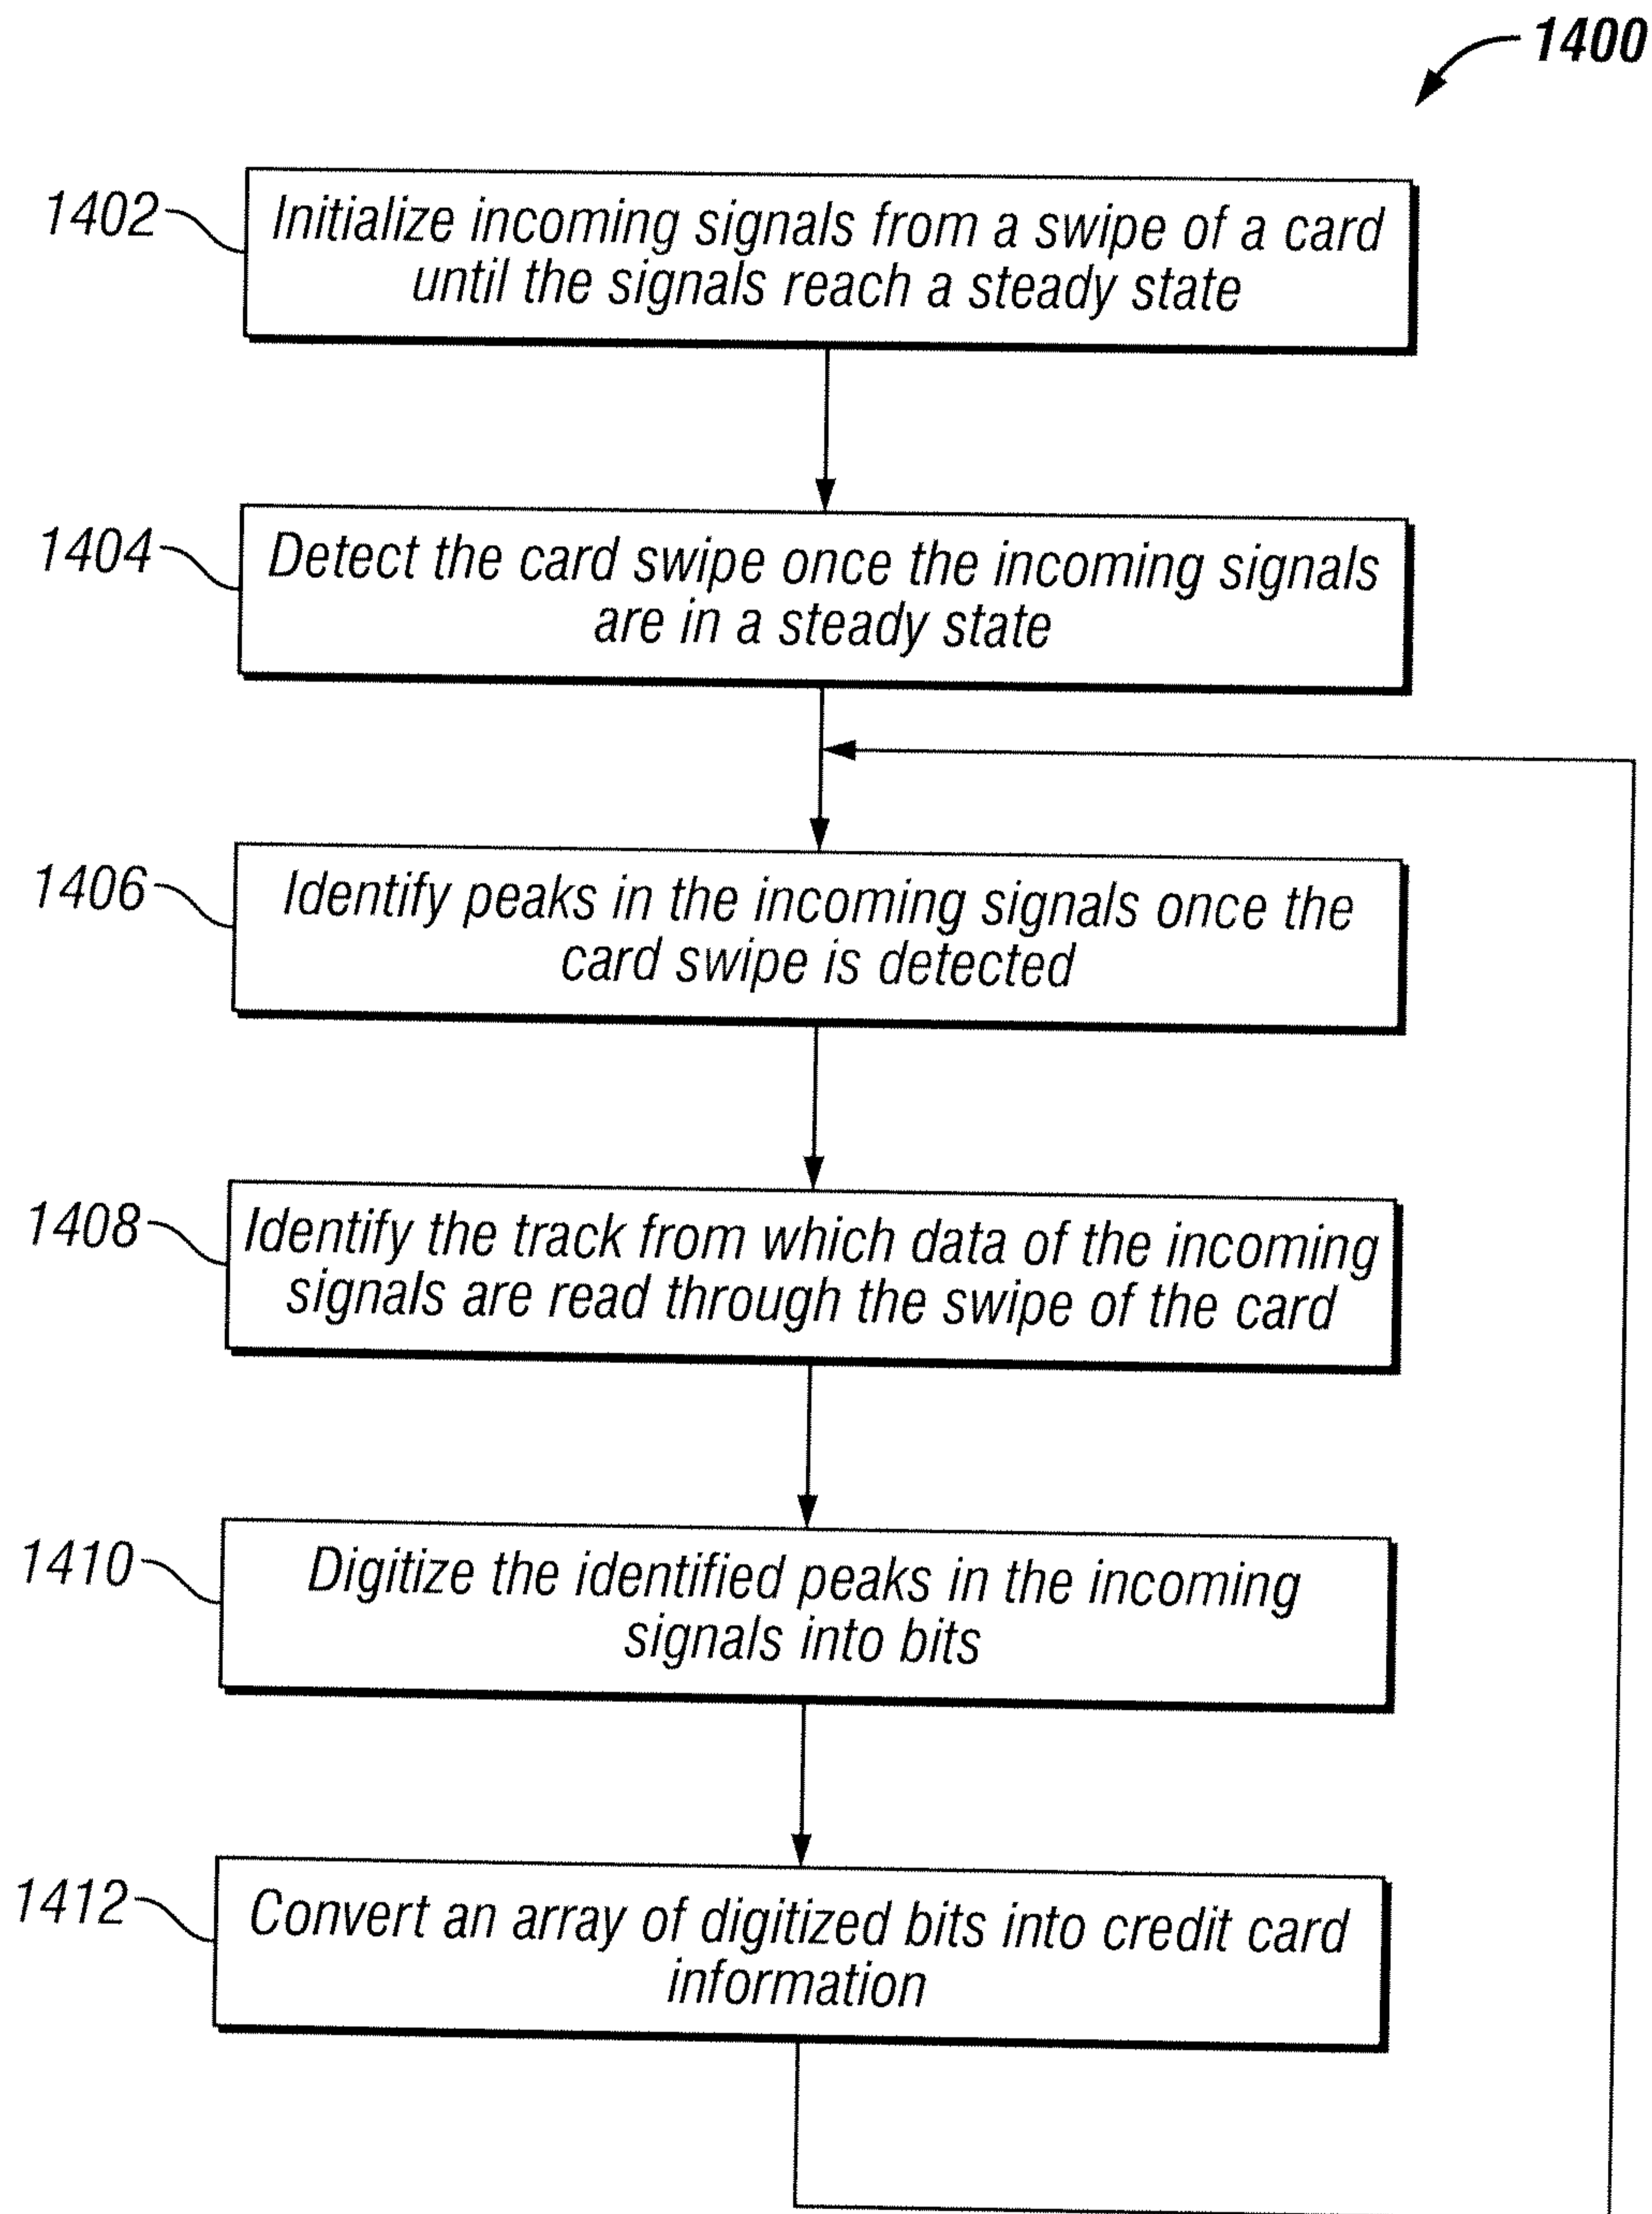 1400
1402
Initialize incoming signals from a swipe of a card
until the signals reach a steady state
1404
Detect the card swipe once the incoming signals
are in a steady state
1406
Identify peaks in the incoming signals once the
card swipe is detected
1408
Identify the track from which data of the incoming
signals are read through the swipe of the card
1410
Digitize the identified peaks in the incoming
signals into bits
1412
Convert an array of digitized bits into credit card
information